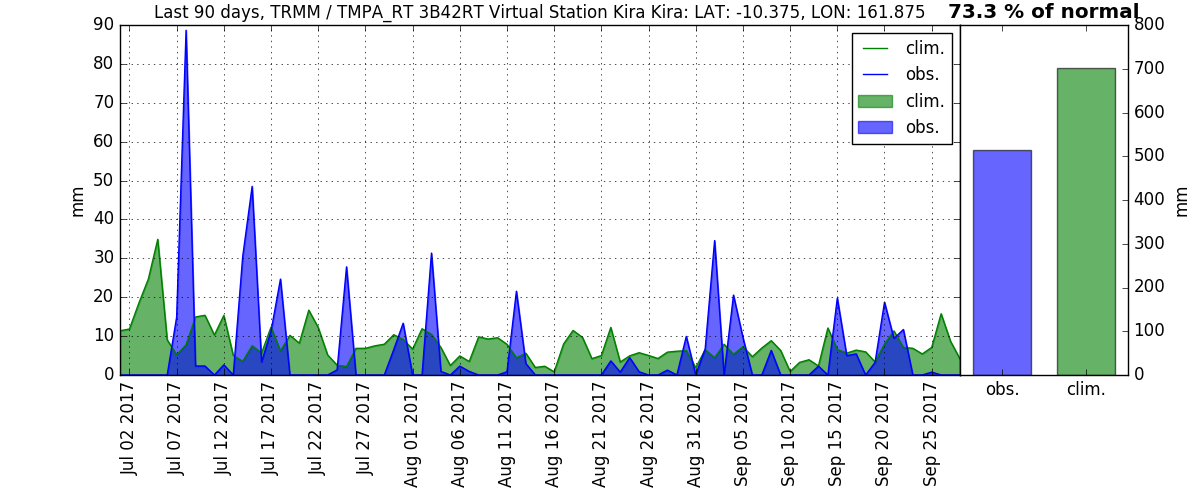 Last 90 days, TRMM / TMPA_RT 3B42RT Virtual Station Kira Kira: LAT: -10.375, LON: 161.875
73.3 % of normal
90
80
70
60
50
40
30
20
10
0
mm
clim.
obs.
clim.
obs.
800
700
600
500
400
300
200
100
0
mm
Jul 02 2017
Jul 07 2017
Jul 12 2017
Jul 17 2017
Jul 22 2017
Jul 27 2017
Aug 01 2017
Aug 06 2017
Aug 11 2017
Aug 16 2017
Aug 21 2017
Aug 26 2017
Aug 31 2017
Sep 05 2017
Sep 10 2017
Sep 15 2017
Sep 20 2017
Sep 25 2017
obs.
clim.